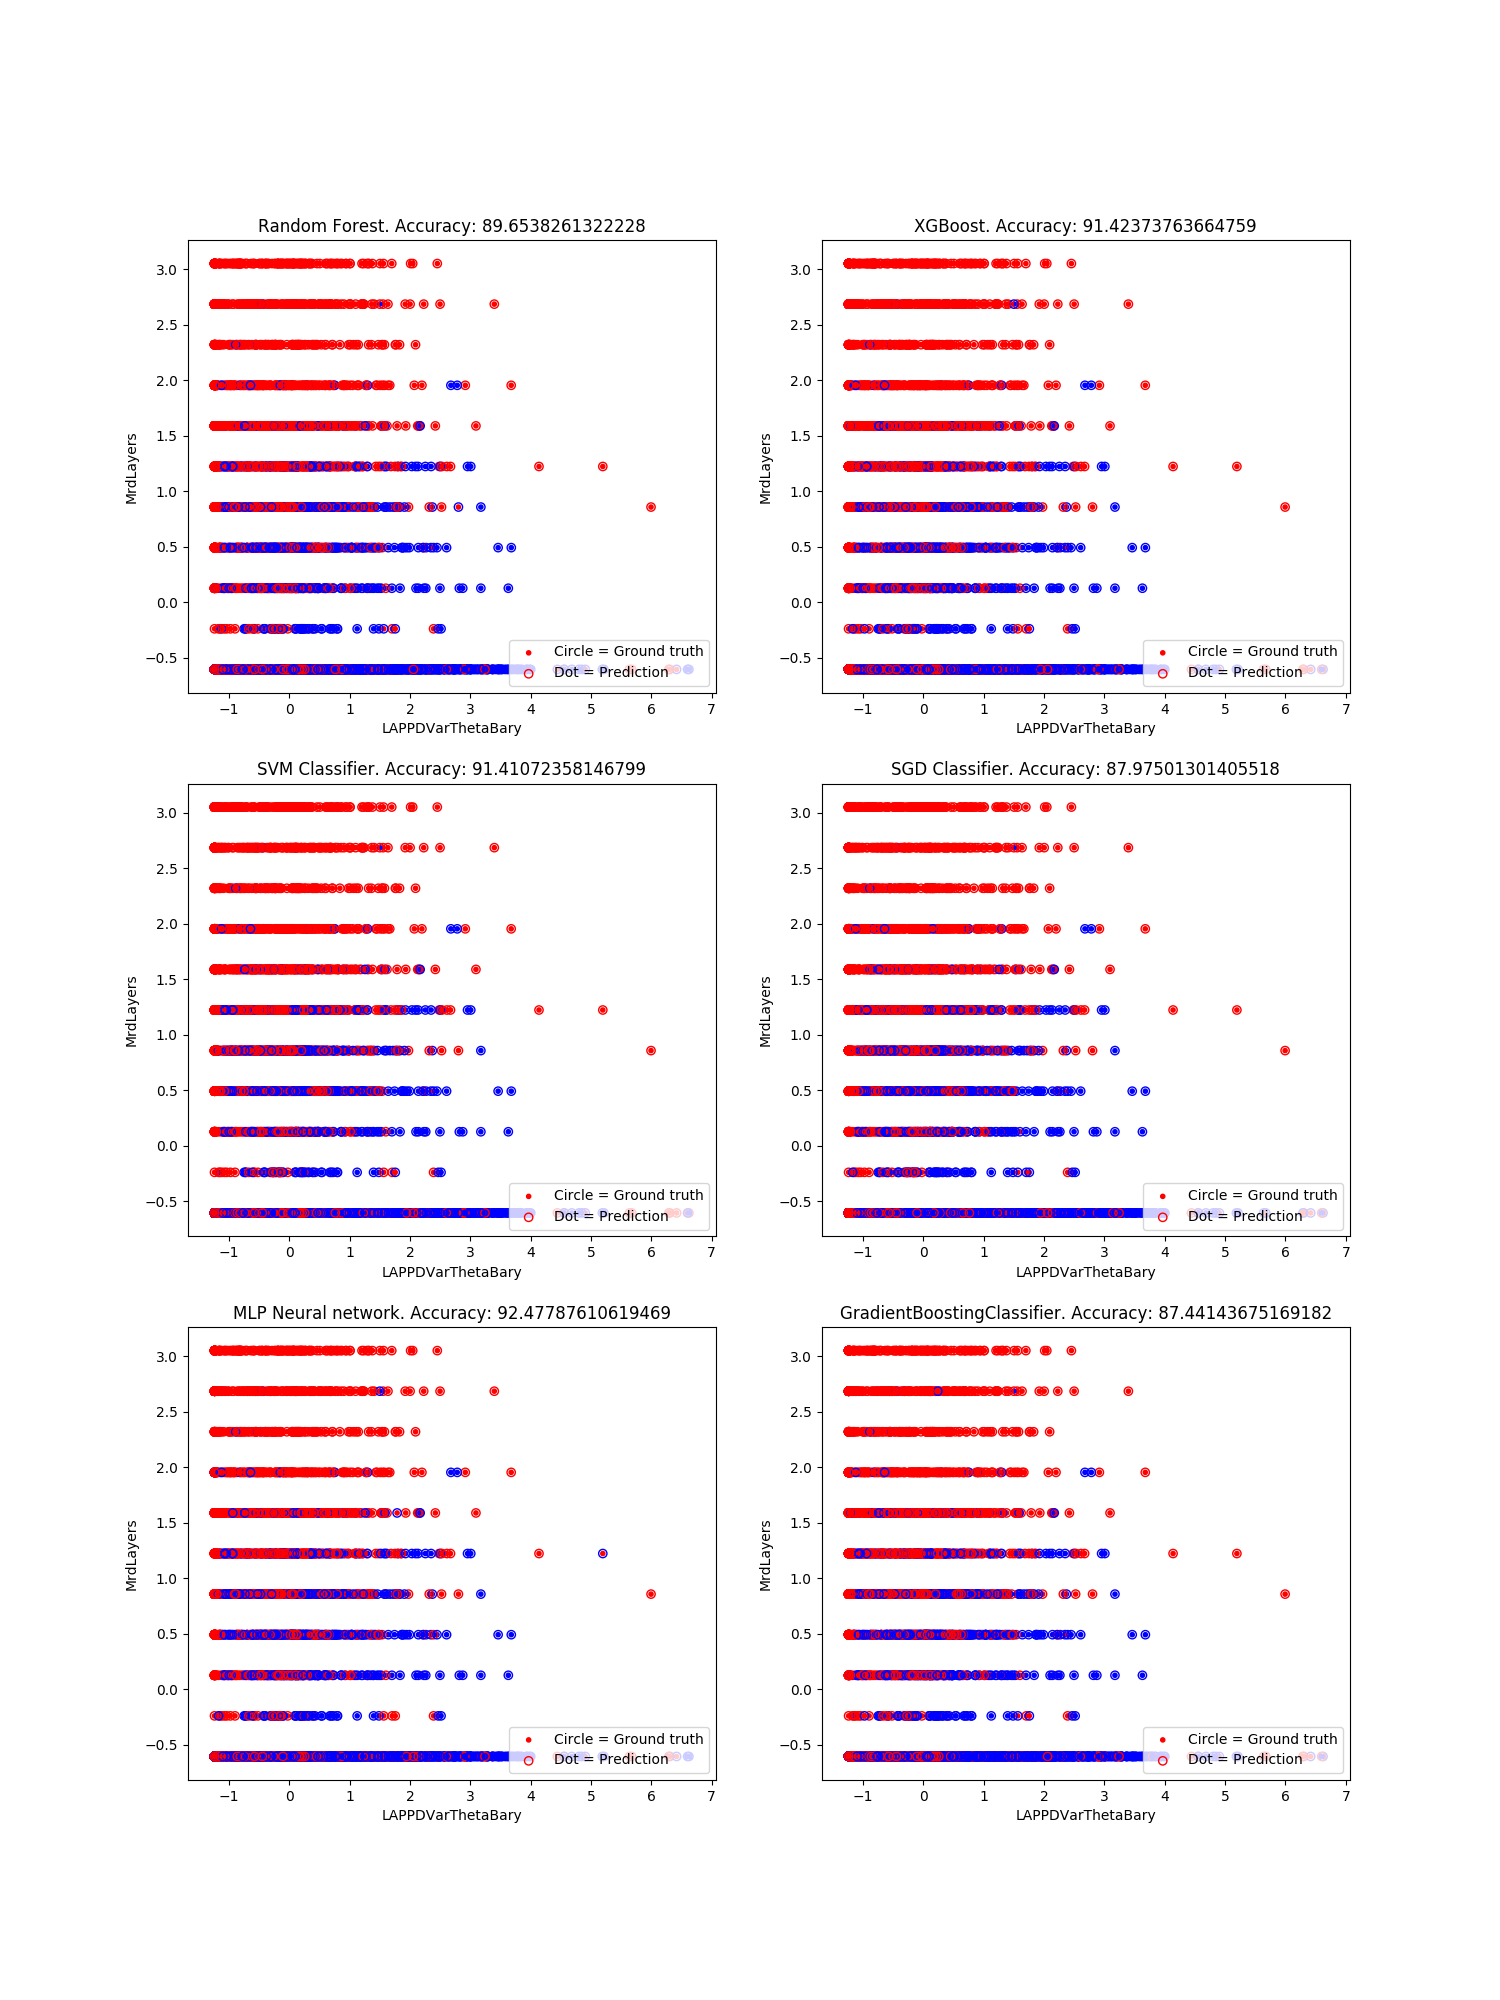 Random Forest. Accuracy: 89.6538261322228
3.0
2.5
2.0
1.5
1.0
0.5
0.0
−0.5
MrdLayers
Circle = Ground truth
Dot = Prediction
−1 0 1 2 3 4 5 6 7
LAPPDVarThetaBary
XGBoost. Accuracy: 91.42373763664759
3.0
2.5
2.0
1.5
1.0
0.5
0.0
−0.5
MrdLayers
Circle = Ground truth
Dot = Prediction
−1 0 1 2 3 4 5 6 7
LAPPDVarThetaBary
SVM Classifier. Accuracy: 91.41072358146799
3.0
2.5
2.0
1.5
1.0
0.5
0.0
−0.5
MrdLayers
Circle = Ground truth
Dot = Prediction
−1 0 1 2 3 4 5 6 7
LAPPDVarThetaBary
SGD Classifier. Accuracy: 87.97501301405518
3.0
2.5
2.0
1.5
1.0
0.5
0.0
−0.5
MrdLayers
Circle = Ground truth
Dot = Prediction
−1 0 1 2 3 4 5 6 7
LAPPDVarThetaBary
MLP Neural network. Accuracy: 92.47787610619469
3.0
2.5
2.0
1.5
1.0
0.5
0.0
−0.5
MrdLayers
Circle = Ground truth
Dot = Prediction
−1 0 1 2 3 4 5 6 7
LAPPDVarThetaBary
GradientBoostingClassifier. Accuracy: 87.44143675169182
3.0
2.5
2.0
1.5
1.0
0.5
0.0
−0.5
MrdLayers
Circle = Ground truth
Dot = Prediction
−1 0 1 2 3 4 5 6 7
LAPPDVarThetaBary